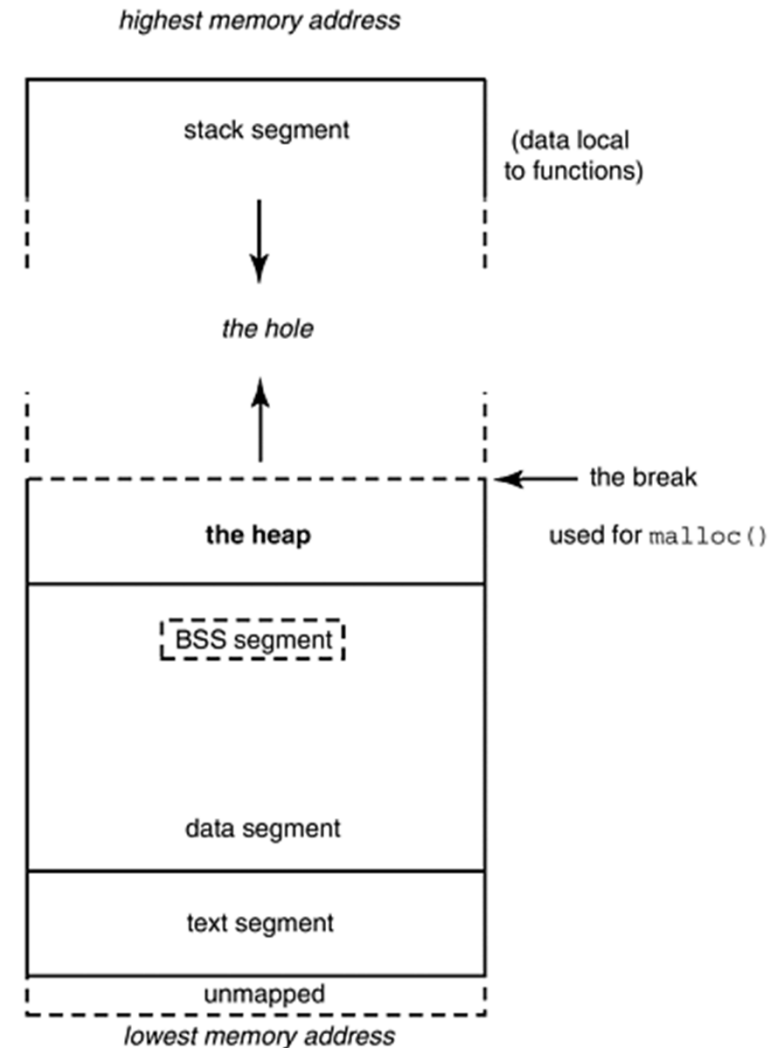 highest memory address
stack segment
(data local
to functions)
the hole
the break
the heap
used for malloc()
BSS segment
data segment
text segment
unmapped
lowest memory address